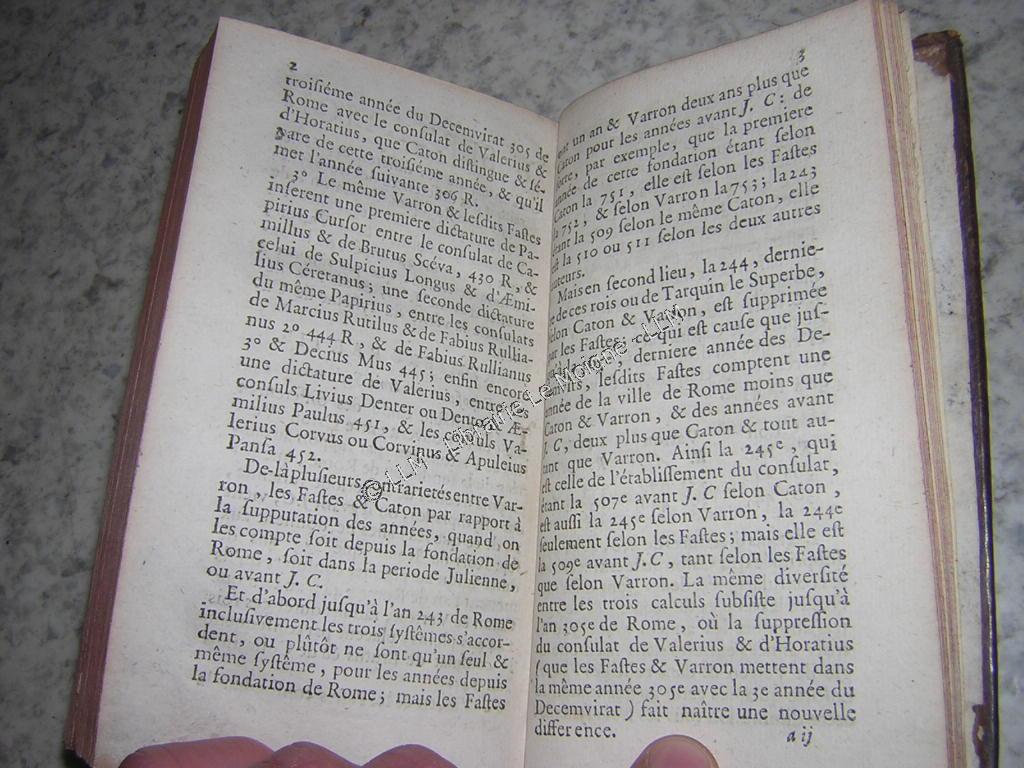 2
troisiéme année du Decemvirat 305 de
Rome avec le consulat de Valerius &
d'Horatius, que Caton distingue & sé-
pare de cette troisiéme année, & qu'il
met l'année suivante 306 R.
3° Le même Varron & lesdits Fastes
inserent une premiere dictature de Pa-
pirius Cursor entre le consulat de Ca-
millus & de Brutus Scéva, 430 R, &
celui de Sulpicius Longus & d'Æmi-
lius Céretanus; une seconde dictature
du même Papirius, entre les consulats
de Marcius Rutilus & de Fabius Rullia-
nus 2° 444 R, & de Fabius Rullianus
3° & Decius Mus 445; enfin encore
une dictature de Valerius, entre les
consuls Livius Denter ou Dento & Æ-
milius Paulus 451, & les consuls Va-
lerius Corvus ou Corvinus & Apuleius
Pansa 452.
De-là plusieurs contrarietés entre Var-
ron, les Fastes & Caton par rapport à
la supputation des années, quand on
les compte soit depuis la fondation de
Rome, soit dans la periode Julienne,
ou avant J. C.
Et d'abord jusqu'à l'an 243 de Rome
inclusivement les trois systêmes s'accor-
dent, ou plûtôt ne sont qu'un seul &
même systême, pour les années depuis
la fondation de Rome; mais les Fastes
3
un an & Varron deux ans plus que
Caton pour les années avant J. C: de
sorte, par exemple, que la premiere
année de cette fondation étant selon
Caton la 751, elle est selon les Fastes
la 752, & selon Varron la 753; la 243
étant la 509 selon le même Caton, elle
est la 510 ou 511 selon les deux autres
auteurs.
Mais en second lieu, la 244, dernie-
re de ces rois ou de Tarquin le Superbe,
selon Caton & Varron, est supprimée
par les Fastes; ce qui est cause que jus-
derniere année des De-
lesdits Fastes comptent une
année de la ville de Rome moins que
Caton & Varron, & des années avant
J. C, deux plus que Caton & tout au-
tant que Varron. Ainsi la 245e, qui
est celle de l'établissement du consulat,
étant la 507e avant J. C selon Caton,
est aussi la 245e selon Varron, la 244e
seulement selon les Fastes; mais elle est
la 509e avant J. C, tant selon les Fastes
que selon Varron. La même diversité
entre les trois calculs subsiste jusqu'à
l'an 305e de Rome, où la suppression
du consulat de Valerius & d'Horatius
(que les Fastes & Varron mettent dans
la même année 305e avec la 3e année du
Decemvirat) fait naître une nouvelle
difference.
a ij
© LLM - Librairie Le Moigne - LLM